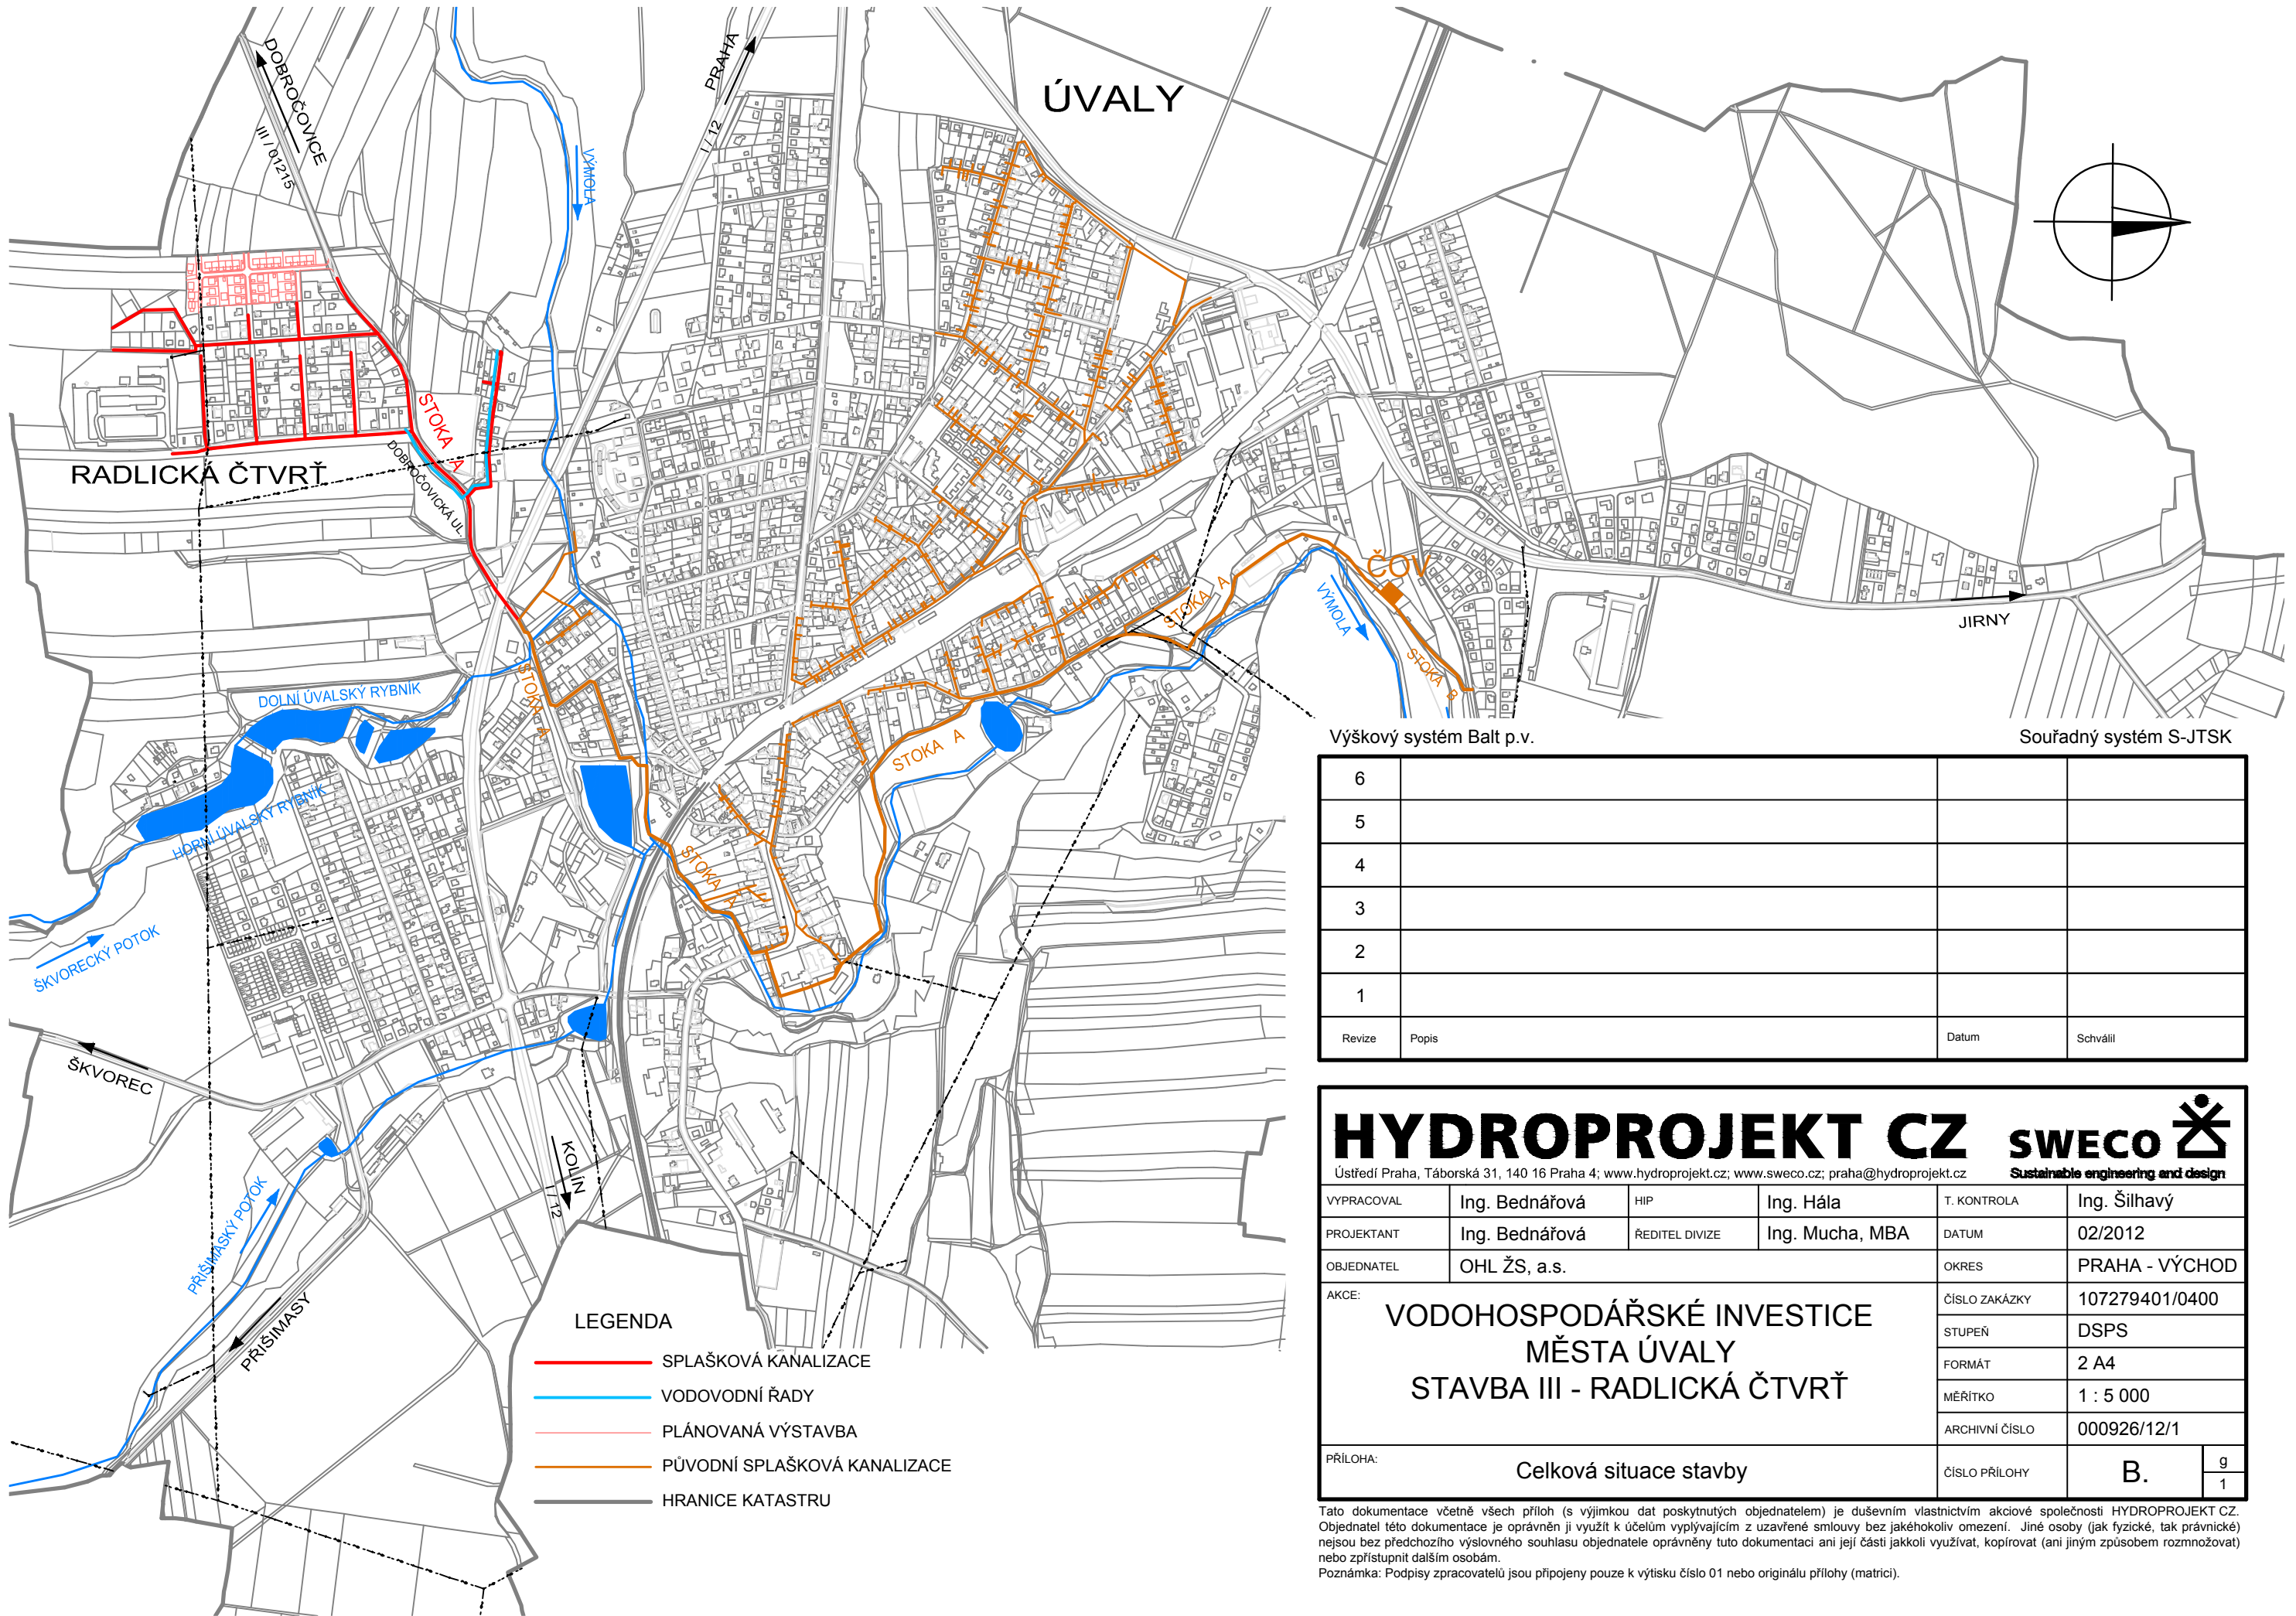 DOBROČOVICE
III / 01215
PRAHA
I / 12
ÚVALY
VÝMOLA
STOKA A
DOBROČOVICKÁ UL.
RADLICKÁ ČTVRŤ
DOLNÍ ÚVALSKÝ RYBNÍK
HORNÍ ÚVALSKÝ RYBNÍK
ŠKVORECKÝ POTOK
STOKA A
STOKA A
STOKA A
STOKA A
ČOV
VÝMOLA
STOKA B
JIRNY
ŠKVOREC
KOLÍN
I / 12
PŘIŠIMASKÝ POTOK
PŘIŠIMASY
LEGENDA
SPLAŠKOVÁ KANALIZACE
VODOVODNÍ ŘADY
PLÁNOVANÁ VÝSTAVBA
PŮVODNÍ SPLAŠKOVÁ KANALIZACE
HRANICE KATASTRU
Výškový systém Balt p.v. Souřadný systém S-JTSK
6
5
4
3
2
1
Revize Popis Datum Schválil
HYDROPROJEKT CZ SWECO
Ústředí Praha, Táborská 31, 140 16 Praha 4; www.hydroprojekt.cz; www.sweco.cz; praha@hydroprojekt.cz Sustainable engineering and design
VYPRACOVAL Ing. Bednářová HIP Ing. Hála T. KONTROLA Ing. Šilhavý
PROJEKTANT Ing. Bednářová ŘEDITEL DIVIZE Ing. Mucha, MBA DATUM 02/2012
OBJEDNATEL OHL ŽS, a.s. OKRES PRAHA - VÝCHOD
AKCE: VODOHOSPODÁŘSKÉ INVESTICE
MĚSTA ÚVALY
STAVBA III - RADLICKÁ ČTVRŤ
ČÍSLO ZAKÁZKY 107279401/0400
STUPEŇ DSPS
FORMÁT 2 A4
MĚŘÍTKO 1 : 5 000
ARCHIVNÍ ČÍSLO 000926/12/1
PŘÍLOHA: Celková situace stavby ČÍSLO PŘÍLOHY B. g
1
Tato dokumentace včetně všech příloh (s výjimkou dat poskytnutých objednatelem) je duševním vlastnictvím akciové společnosti HYDROPROJEKT CZ.
Objednatel této dokumentace je oprávněn ji využít k účelům vyplývajícím z uzavřené smlouvy bez jakéhokoliv omezení. Jiné osoby (jak fyzické, tak právnické)
nejsou bez předchozího výslovného souhlasu objednatele oprávněny tuto dokumentaci ani její části jakkoli využívat, kopírovat (ani jiným způsobem rozmnožovat)
nebo zpřístupnit dalším osobám.
Poznámka: Podpisy zpracovatelů jsou připojeny pouze k výtisku číslo 01 nebo originálu přílohy (matrici).